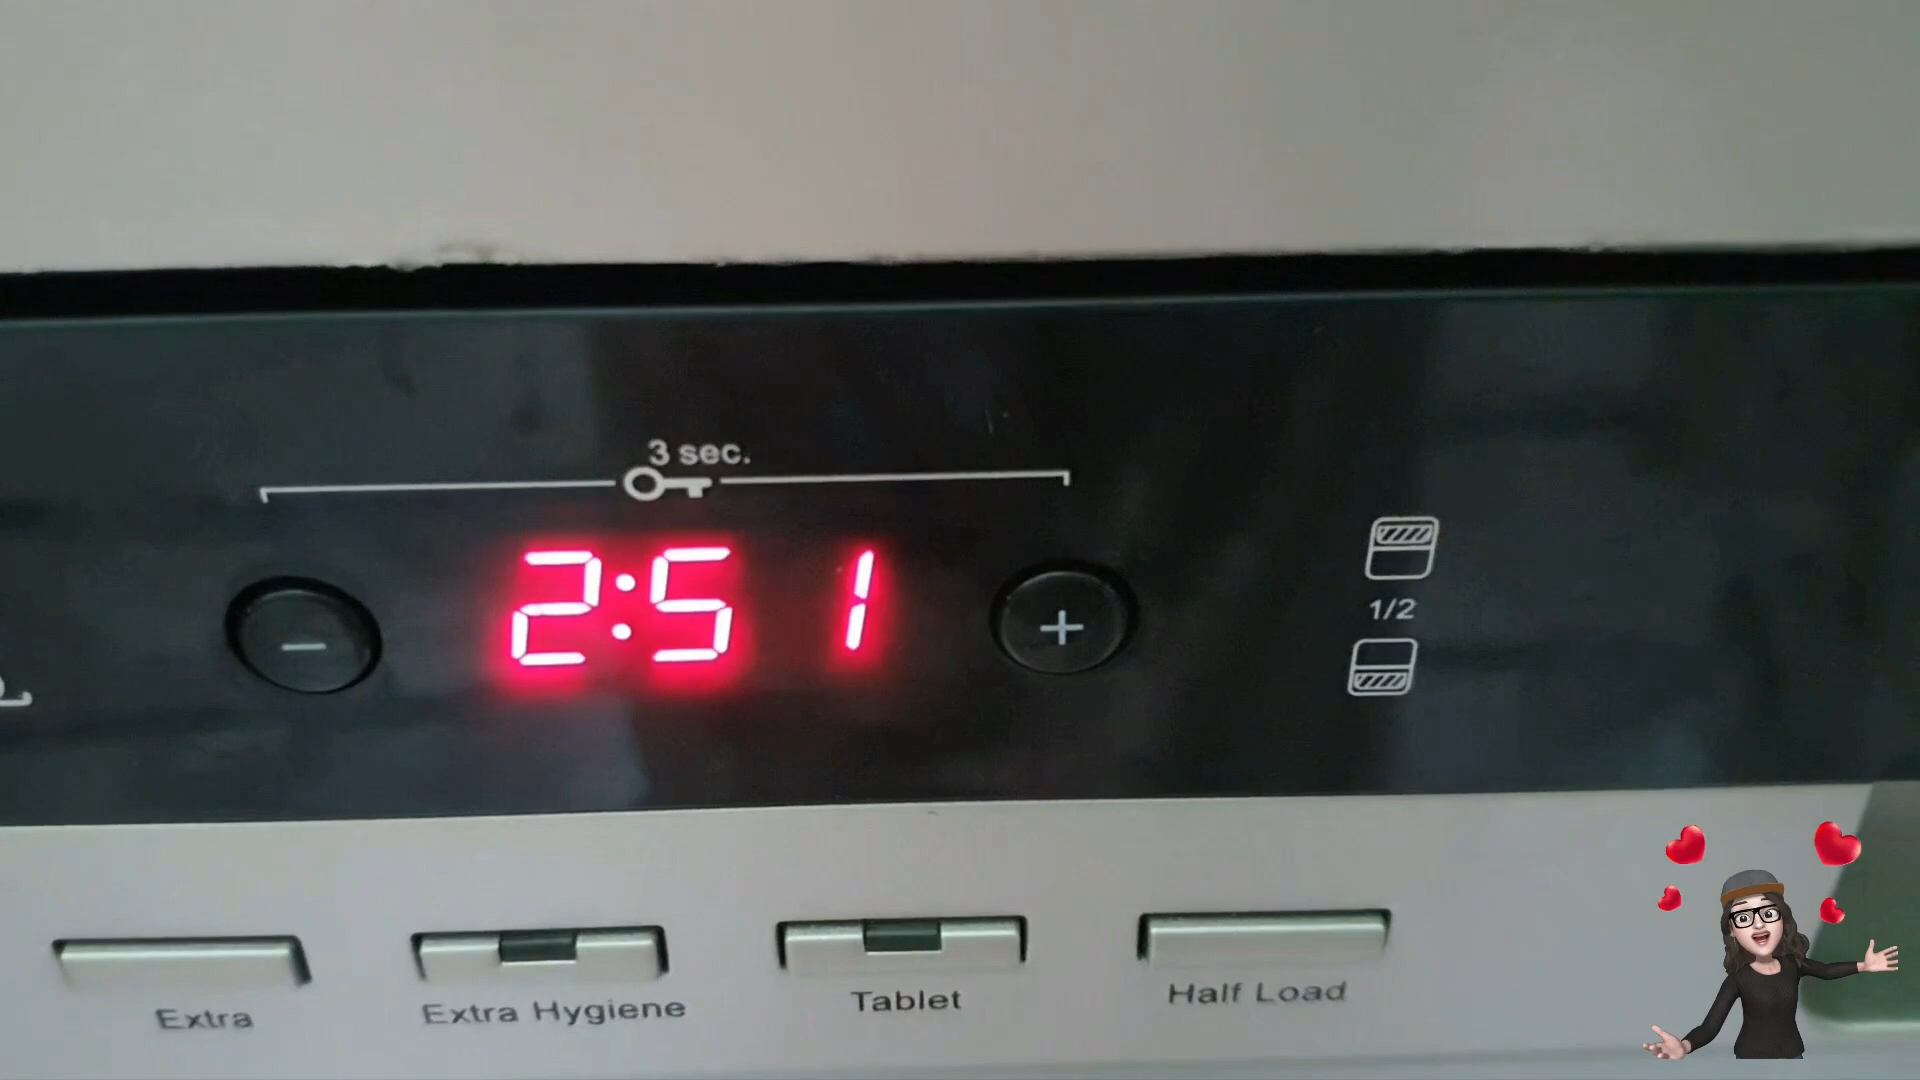 3 sec.
- 2:51 1 +
1/2
Extra
Extra Hygiene
Tablet
Half Load